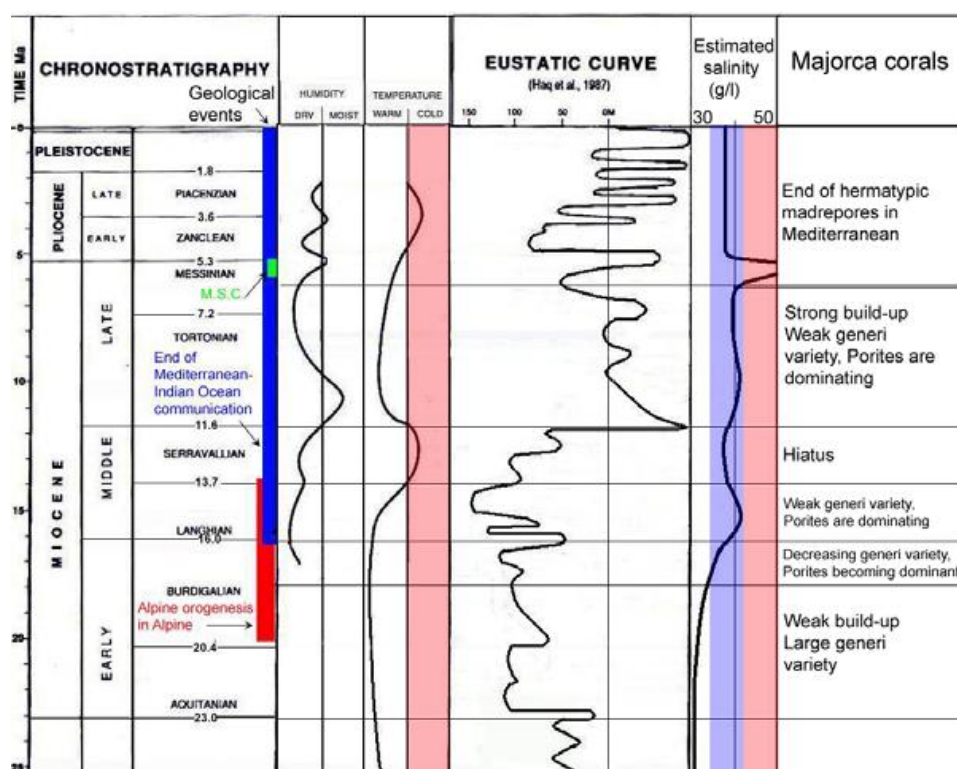 TIME Ma
CHRONOSTRATIGRAPHY
Geological
events
HUMIDITY
DRY
MOIST
TEMPERATURE
WARM
COLD
EUSTATIC CURVE
(Haq et al., 1987)
150
100
50
0M
Estimated
salinity
(g/l)
30
50
Majorca corals
PLEISTOCENE
1.8
PLIOCENE
LATE
PIACENZIAN
3.6
EARLY
ZANCLEAN
5
5.3
MESSINIAN
M.S.C
End of hermatypic
madrepores in
Mediterranean
MIOCENE
LATE
7.2
TORTONIAN
End of
Mediterranean-
Indian Ocean
communication
10
11.6
Strong build-up
Weak generi
variety, Porites are
dominating
MIDDLE
SERRAVALLIAN
13.7
Hiatus
15
LANGHIAN
16.0
Weak generi variety,
Porites are dominating
Decreasing generi variety,
Porites becoming dominant
EARLY
BURDIGALIAN
Alpine orogenesis
in Alpine
20
20.4
AQUITANIAN
23.0
Weak build-up
Large generi
variety